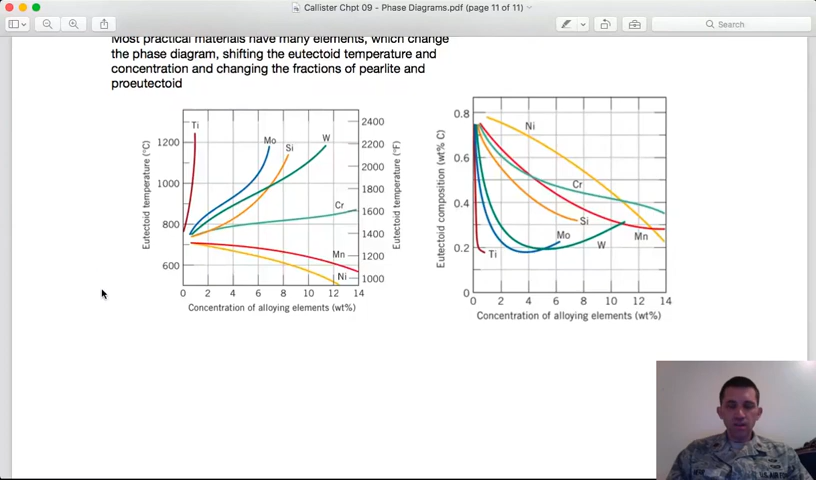 Callister Chpt 09 - Phase Diagrams.pdf (page 11 of 11)
Search
Most practical materials have many elements, which change
the phase diagram, shifting the eutectoid temperature and
concentration and changing the fractions of pearlite and
proeutectoid
Eutectoid temperature (°C)
1200
1000
800
600
Ti
Mo
Si
W
Cr
Mn
Ni
2400
2200
2000
1800
1600
1400
1200
1000
Eutectoid temperature (°F)
0 2 4 6 8 10 12 14
Concentration of alloying elements (wt%)
Eutectoid composition (wt% C)
0.8
0.6
0.4
0.2
0
Ni
Cr
Si
Mo
W
Mn
Ti
0 2 4 6 8 10 12 14
Concentration of alloying elements (wt%)